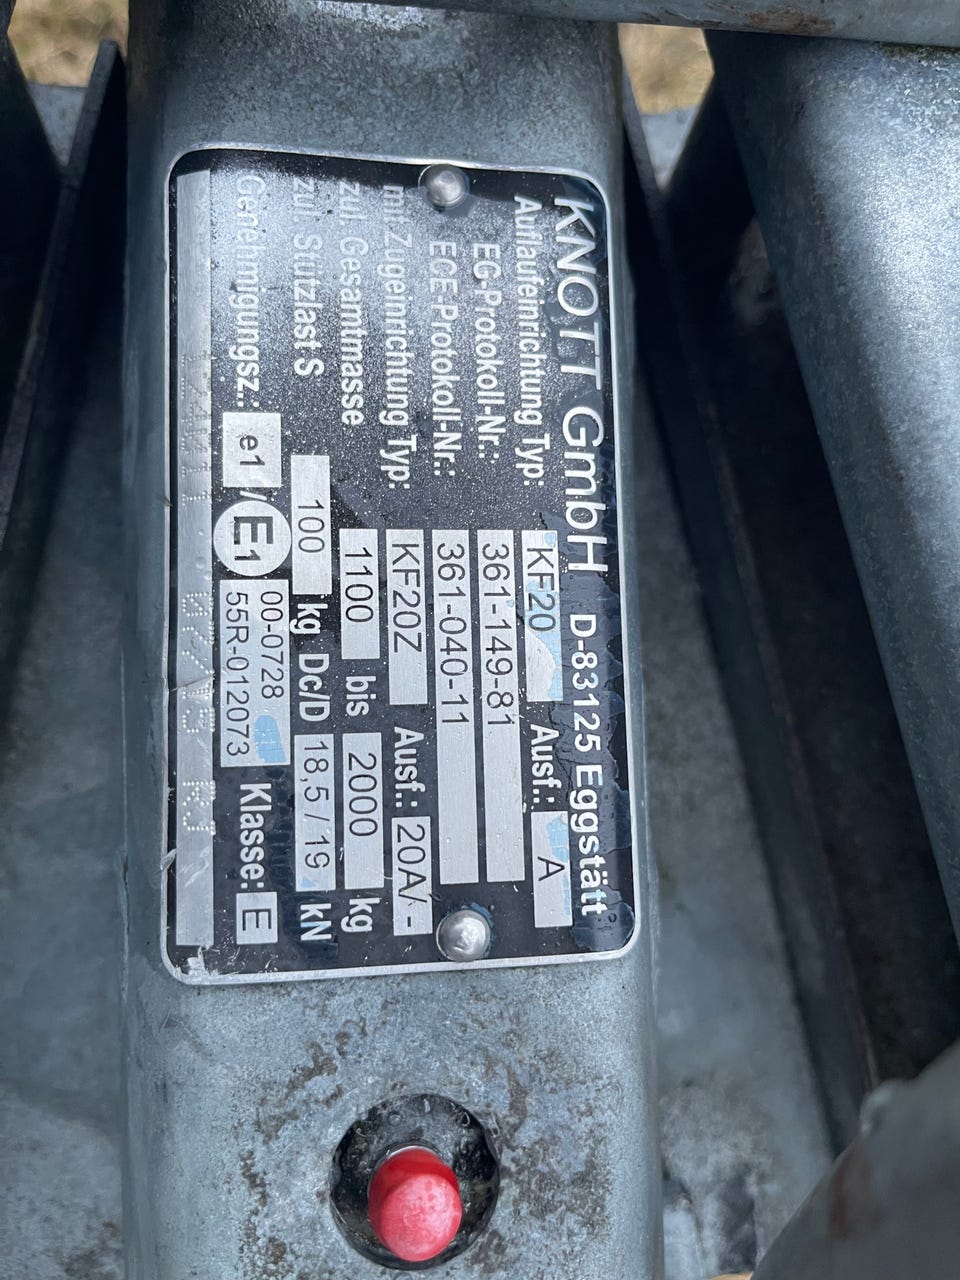 KNOTT GmbH D-83125 Eggstätt
Auflaufeinrichtung Typ: KF20 Ausf.: A
EG-Protokoll-Nr.: 361-149-81
ECE-Protokoll-Nr.: 361-040-11
mit Zugeinrichtung Typ: KF20Z Ausf.: 20A/-
zul. Gesamtmasse 1100 bis 2000 kg
zul. Stützlast S 100 kg Dc/D 18,5 / 19 kN
Genehmigungsz.: e1 / E1 00-0728 Klasse: E
55R-012073